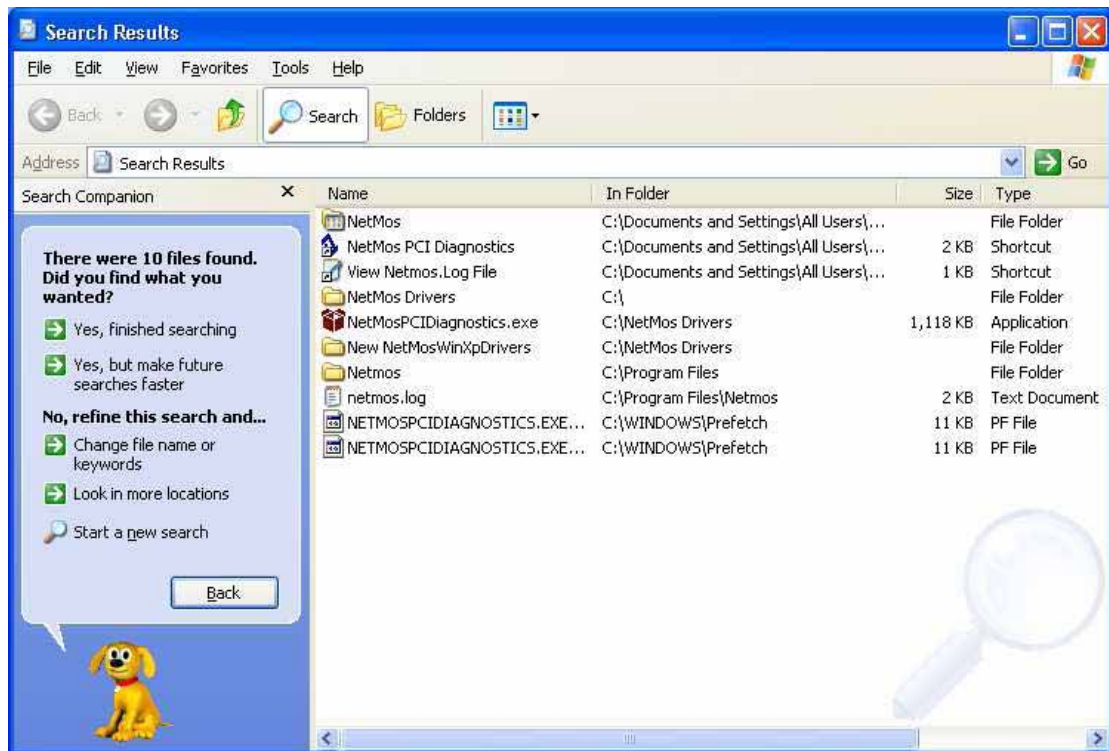 Search Results
File Edit View Favorites Tools Help
Back Search Folders
Address Search Results Go
Search Companion
There were 10 files found.
Did you find what you
wanted?
Yes, finished searching
Yes, but make future
searches faster
No, refine this search and...
Change file name or
keywords
Look in more locations
Start a new search
Back
Name In Folder Size Type
NetMos C:\Documents and Settings\All Users\... File Folder
NetMos PCI Diagnostics C:\Documents and Settings\All Users\... 2 KB Shortcut
View Netmos.Log File C:\Documents and Settings\All Users\... 1 KB Shortcut
NetMos Drivers C:\ File Folder
NetMosPCIDiagnostics.exe C:\NetMos Drivers 1,118 KB Application
New NetMosWinXpDrivers C:\NetMos Drivers File Folder
Netmos C:\Program Files File Folder
netmos.log C:\Program Files\Netmos 2 KB Text Document
NETMOSPCIDIAGNOSTICS.EXE... C:\WINDOWS\Prefetch 11 KB PF File
NETMOSPCIDIAGNOSTICS.EXE... C:\WINDOWS\Prefetch 11 KB PF File